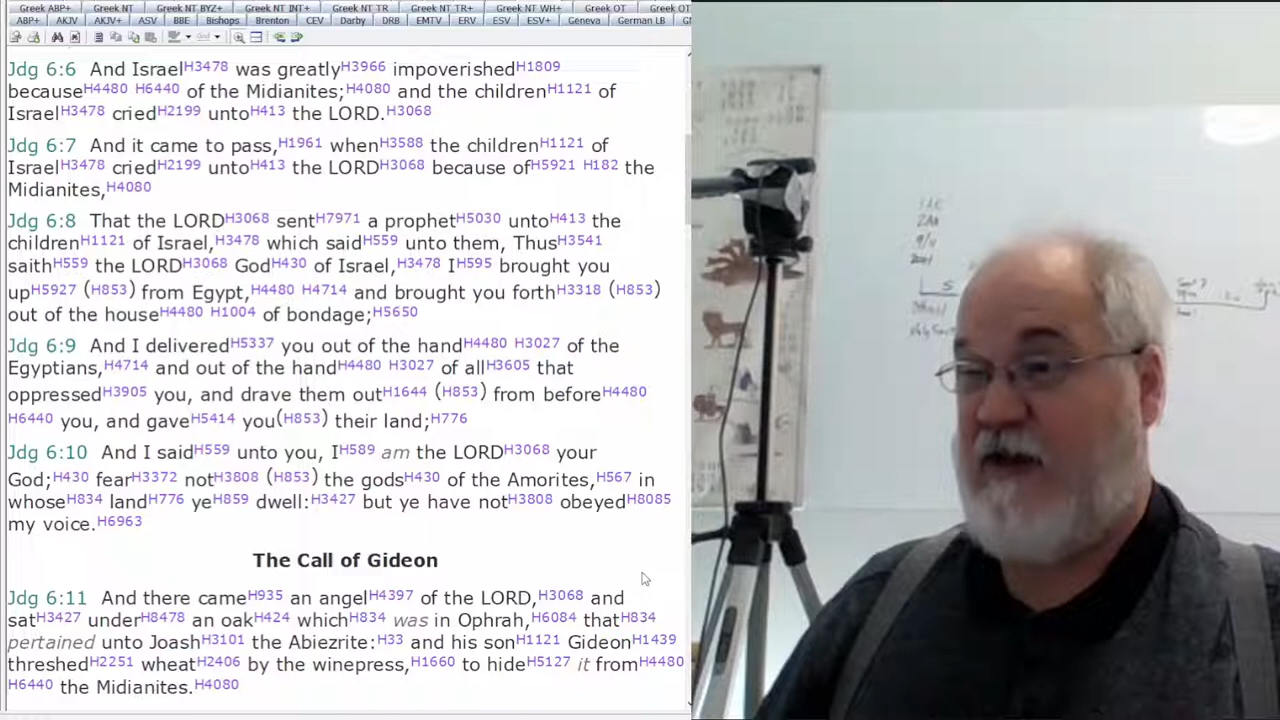 Greek ABP+ Greek NT Greek NT BYZ+ Greek NT INT+ Greek NT TR Greek NT TR+ Greek NT WH+ Greek OT Greek OT
ABP+ AKJV AKJV+ ASV BBE Bishops Brenton CEV Darby DRB EMTV ERV ESV ESV+ Geneva German LB
Jdg 6:6 And IsraelH3478 was greatlyH3966 impoverishedH1809
becauseH4480 H6440 of the Midianites;H4080 and the childrenH1121 of
IsraelH3478 criedH2199 untoH413 the LORD.H3068
Jdg 6:7 And it came to pass,H1961 whenH3588 the childrenH1121 of
IsraelH3478 criedH2199 untoH413 the LORDH3068 because ofH5921 H182 the
Midianites,H4080
Jdg 6:8 That the LORDH3068 sentH7971 a prophetH5030 untoH413 the
childrenH1121 of Israel,H3478 which saidH559 unto them, ThusH3541
saithH559 the LORDH3068 GodH430 of Israel,H3478 IH595 brought you
upH5927 (H853) from Egypt,H4480 H4714 and brought you forthH3318 (H853)
out of the houseH4480 H1004 of bondage;H5650
Jdg 6:9 And I deliveredH5337 you out of the handH4480 H3027 of the
Egyptians,H4714 and out of the handH4480 H3027 of allH3605 that
oppressedH3905 you, and drave them outH1644 (H853) from beforeH4480
H6440 you, and gaveH5414 you(H853) their land;H776
Jdg 6:10 And I saidH559 unto you, IH589 am the LORDH3068 your
God;H430 fearH3372 notH3808 (H853) the godsH430 of the Amorites,H567 in
whoseH834 landH776 yeH859 dwell:H3427 but ye have notH3808 obeyedH8085
my voice.H6963
The Call of Gideon
Jdg 6:11 And there cameH935 an angelH4397 of the LORD,H3068 and
satH3427 underH8478 an oakH424 whichH834 was in Ophrah,H6084 thatH834
pertained unto JoashH3101 the Abiezrite:H33 and his sonH1121 GideonH1439
threshedH2251 wheatH2406 by the winepress,H1660 to hideH5127 it fromH4480
H6440 the Midianites.H4080